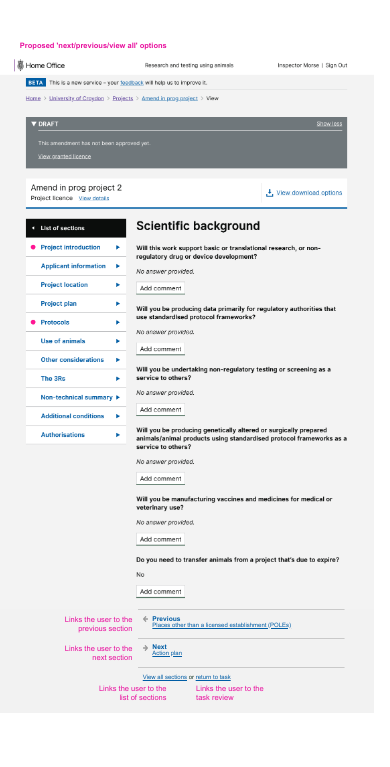 Proposed 'next/previous/view all' options
Home Office
Research and testing using animals
Inspector Morse | Sign Out
BETA This is a new service – your feedback will help us to improve it.
Home > University of Croydon > Projects > Amend in prog project > View
DRAFT
Show less
This amendment has not been approved yet.
View granted licence
Amend in prog project 2
Project licence View details
View download options
List of sections
Project introduction
Applicant information
Project location
Project plan
Protocols
Use of animals
Other considerations
The 3Rs
Non-technical summary
Additional conditions
Authorisations
Scientific background
Will this work support basic or translational research, or non-
regulatory drug or device development?
No answer provided.
Add comment
Will you be producing data primarily for regulatory authorities that
use standardised protocol frameworks?
No answer provided.
Add comment
Will you be undertaking non-regulatory testing or screening as a
service to others?
No answer provided.
Add comment
Will you be producing genetically altered or surgically prepared
animals/animal products using standardised protocol frameworks as a
service to others?
No answer provided.
Add comment
Will you be manufacturing vaccines and medicines for medical or
veterinary use?
No answer provided.
Add comment
Do you need to transfer animals from a project that's due to expire?
No
Add comment
Links the user to the
previous section
Previous
Places other than a licensed establishment (POLEs)
Links the user to the
next section
Next
Action plan
View all sections or return to task
Links the user to the
list of sections
Links the user to the
task review